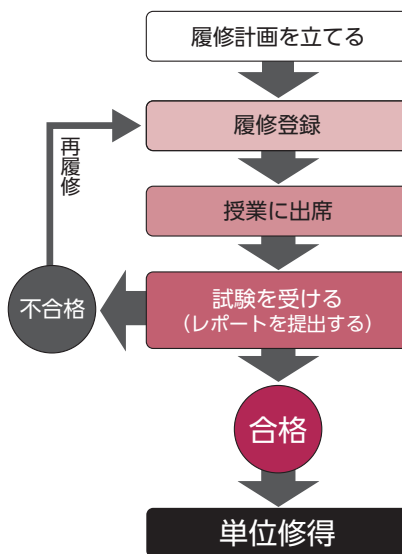 履修計画を立てる
履修登録
再履修
授業に出席
試験を受ける
（レポートを提出する）
不合格
合格
単位修得